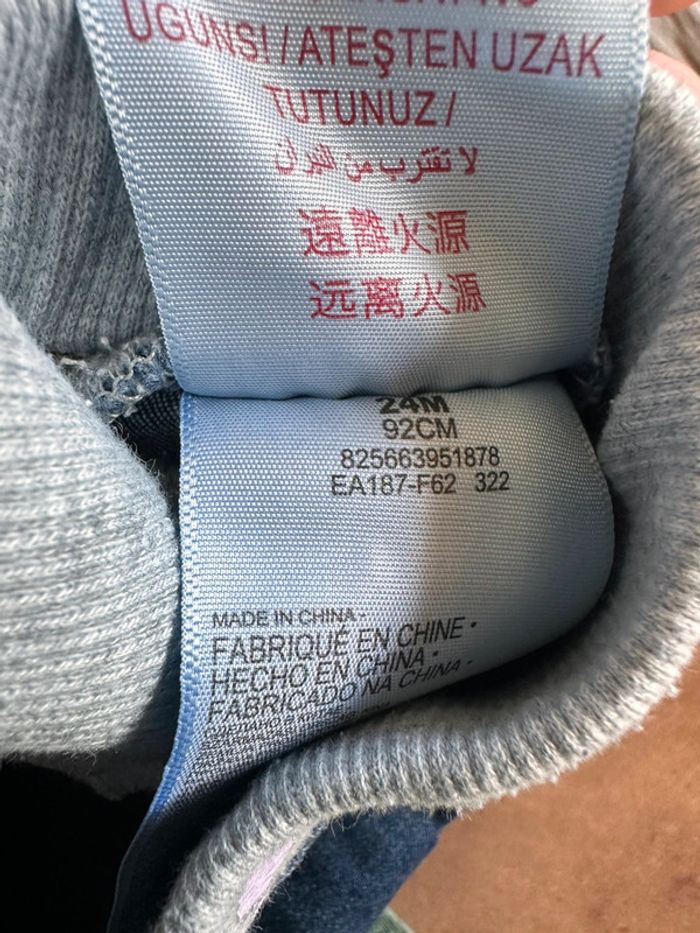 UGUNS! / ATEŞTEN UZAK
TUTUNUZ /
لا تقترب من النيران
遠離火源
远离火源
24M
92CM
825663951878
EA187-F62 322
MADE IN CHINA·
FABRIQUÉ EN CHINE·
HECHO EN CHINA·
FABRICADO NA CHINA·